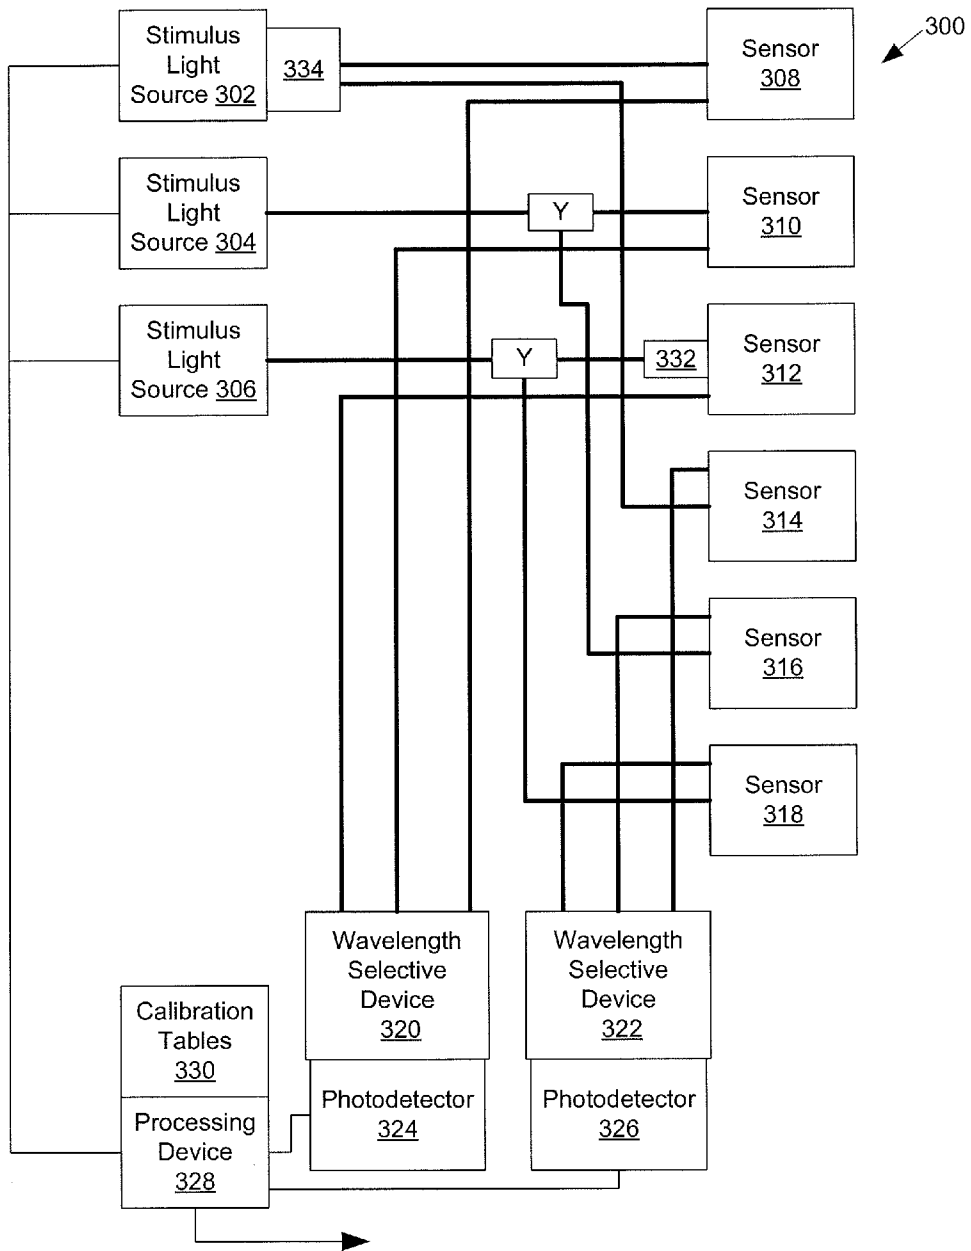 300
Stimulus
Light
Source 302
334
Sensor
308
Stimulus
Light
Source 304
Y
Sensor
310
Stimulus
Light
Source 306
Y
332
Sensor
312
Sensor
314
Sensor
316
Sensor
318
Wavelength
Selective
Device
320
Wavelength
Selective
Device
322
Calibration
Tables
330
Processing
Device
328
Photodetector
324
Photodetector
326